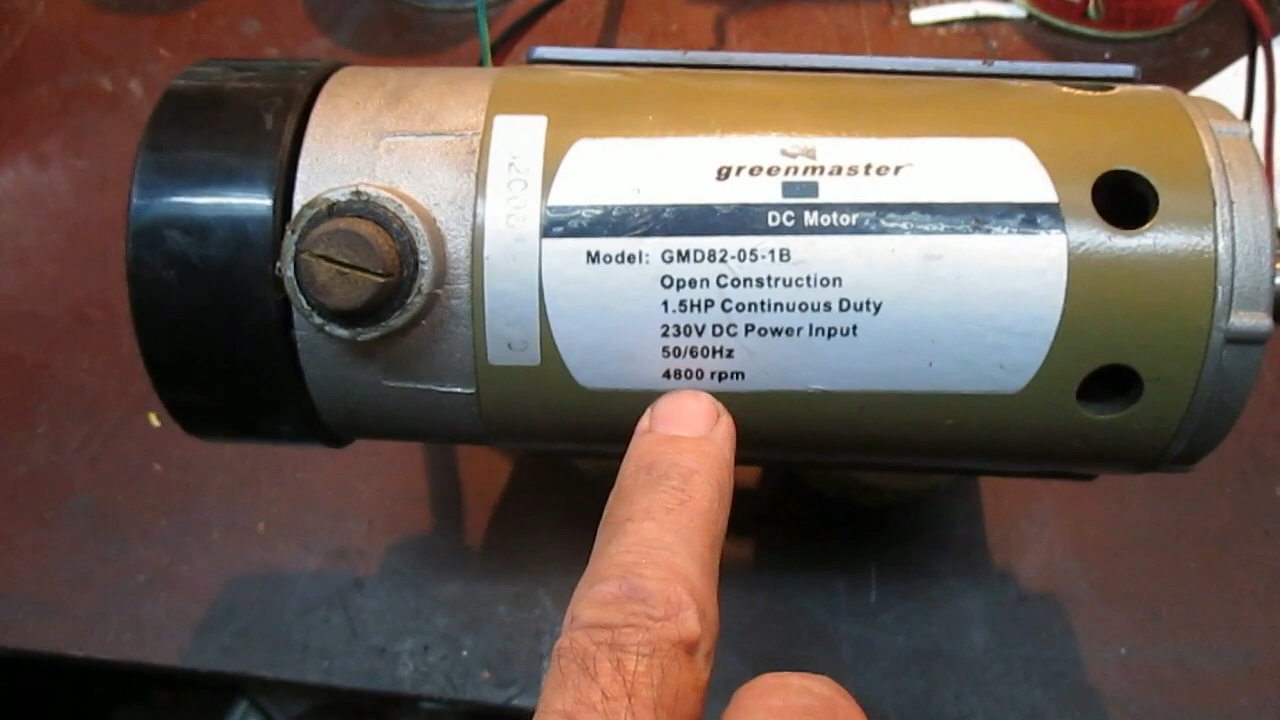 greenmaster
DC Motor
Model: GMD82-05-1B
Open Construction
1.5HP Continuous Duty
230V DC Power Input
50/60Hz
4800 rpm